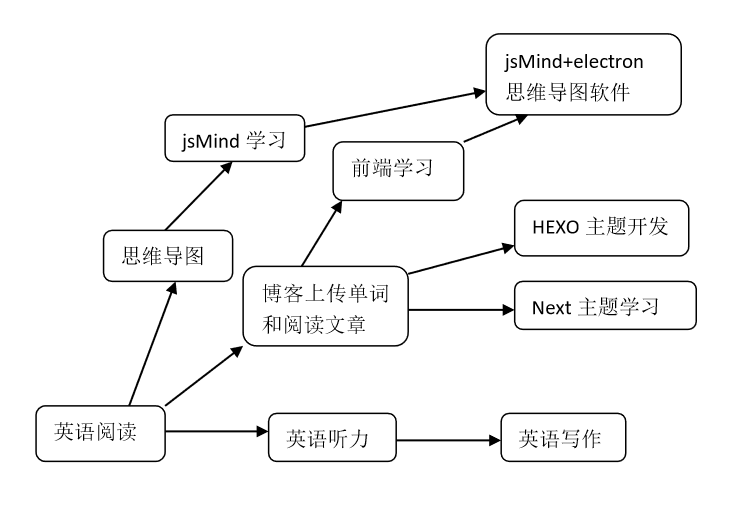 jsMind+electron
思维导图软件
jsMind 学习
前端学习
HEXO 主题开发
思维导图
博客上传单词
和阅读文章
Next 主题学习
英语阅读
英语听力
英语写作